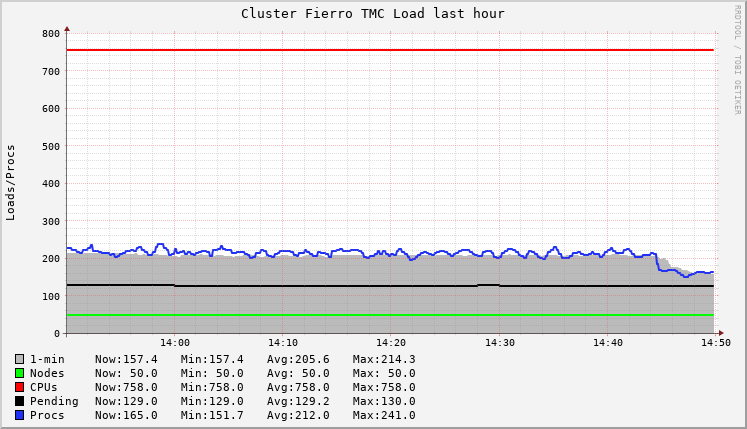 Cluster Fierro TMC Load last hour
RRDTOOL / TOBI OETIKER
Loads/Procs
800
700
600
500
400
300
200
100
0
14:00 14:10 14:20 14:30 14:40 14:50
1-min Now:157.4 Min:157.4 Avg:205.6 Max:214.3
Nodes Now: 50.0 Min: 50.0 Avg: 50.0 Max: 50.0
CPUs Now:758.0 Min:758.0 Avg:758.0 Max:758.0
Pending Now:129.0 Min:129.0 Avg:129.2 Max:130.0
Procs Now:165.0 Min:151.7 Avg:212.0 Max:241.0